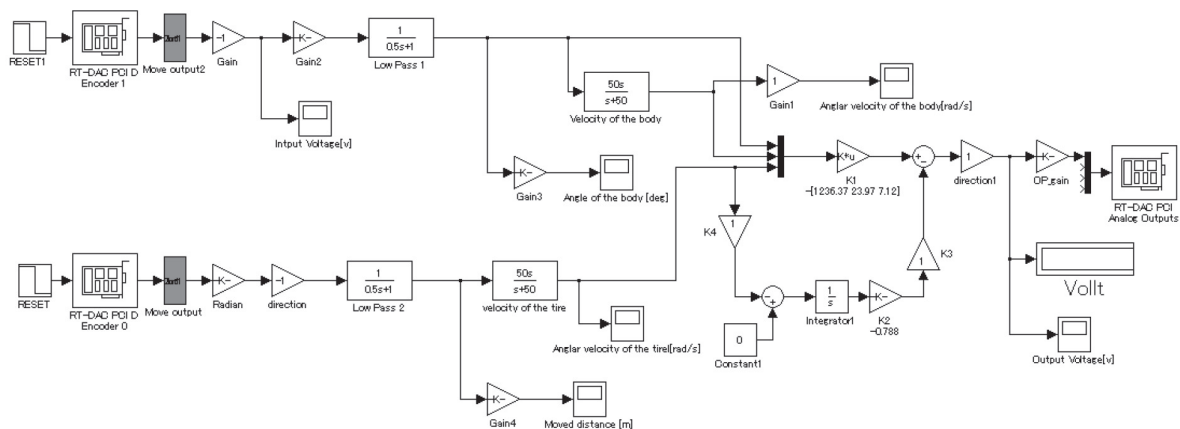 RESET1
RT-DAC PCI D
Encoder 1
Move output2
-1
Gain
K-
Gain2
1
0.5s+1
Low Pass 1
Intput Voltage[v]
50s
s+50
Velocity of the body
1
Gain1
Anglar velocity of the body[rad/s]
K-
Gain3
Angle of the body [deg]
K*u
K1
-[1236.37 23.97 7.12]
+
-
1
direction1
K-
OP_gain
RT-DAC PCI
Analog Outputs
1
K4
1
K3
RESET
RT-DAC PCI D
Encoder 0
Move output
K-
Radian
-1
direction
1
0.5s+1
Low Pass 2
50s
s+50
velocity of the tire
Anglar velocity of the tirel[rad/s]
-
+
0
Constant1
1
s
Integrator1
K-
K2
-0.788
Vollt
Output Voltage[v]
K-
Gain4
Moved distance [m]